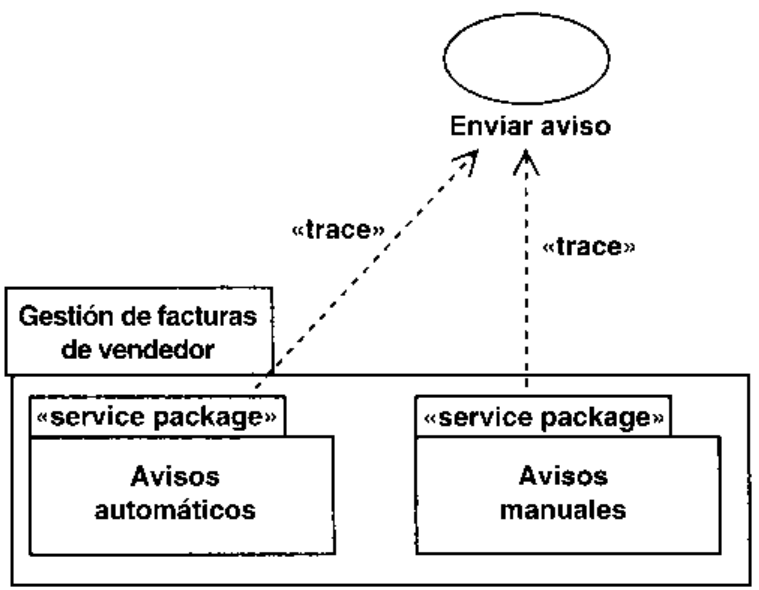 Enviar aviso
«trace»
«trace»
Gestión de facturas
de vendedor
«service package»
Avisos
automáticos
«service package»
Avisos
manuales